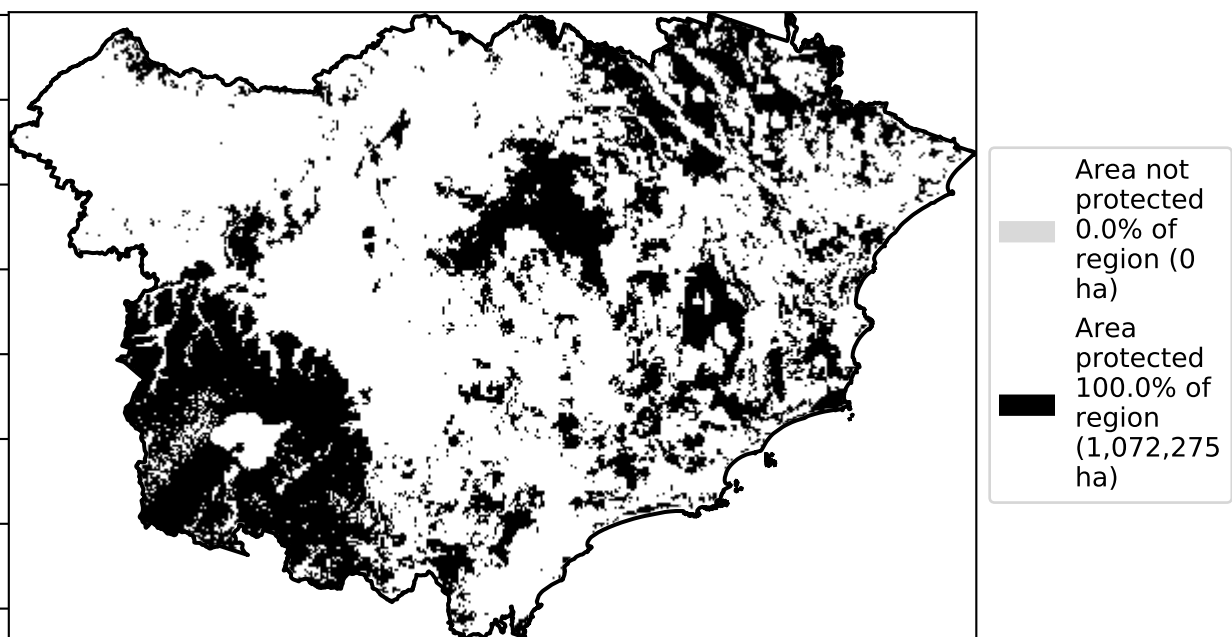 Area not
protected
0.0% of
region (0
ha)
Area
protected
100.0% of
region
(1,072,275
ha)